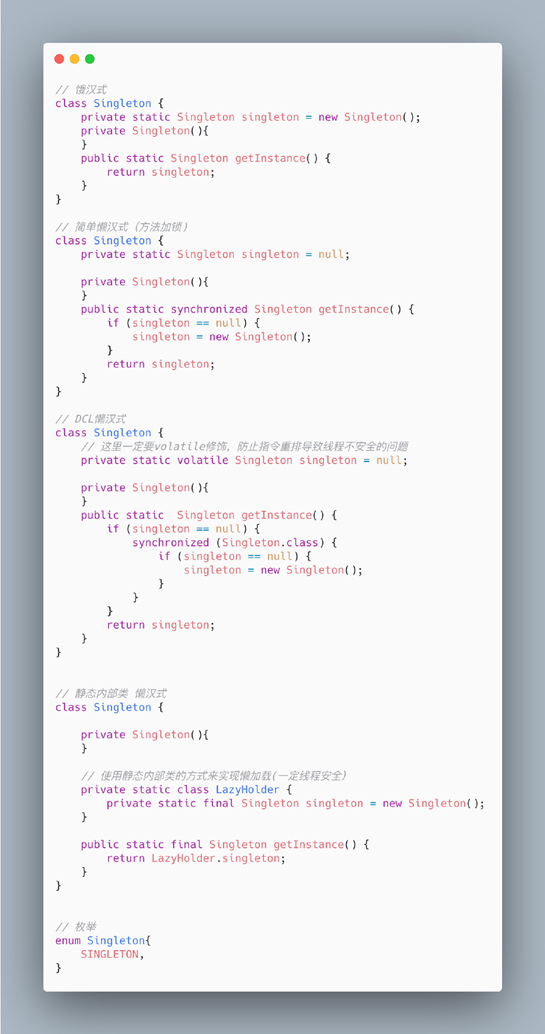 // 饿汉式
class Singleton {
    private static Singleton singleton = new Singleton();
    private Singleton(){
    }
    public static Singleton getInstance() {
        return singleton;
    }
}
// 简单懒汉式（方法加锁）
class Singleton {
    private static Singleton singleton = null;
    private Singleton(){
    }
    public static synchronized Singleton getInstance() {
        if (singleton == null) {
            singleton = new Singleton();
        }
        return singleton;
    }
}
// DCL懒汉式
class Singleton {
    // 这里一定要volatile修饰，防止指令重排导致线程不安全的问题
    private static volatile Singleton singleton = null;
    private Singleton(){
    }
    public static  Singleton getInstance() {
        if (singleton == null) {
            synchronized (Singleton.class) {
                if (singleton == null) {
                    singleton = new Singleton();
                }
            }
        }
        return singleton;
    }
}
// 静态内部类 懒汉式
class Singleton {
    private Singleton(){
    }
    // 使用静态内部类的方式来实现懒加载(一定线程安全)
    private static class LazyHolder {
        private static final Singleton singleton = new Singleton();
    }
    public static final Singleton getInstance() {
        return LazyHolder.singleton;
    }
}
// 枚举
enum Singleton{
    SINGLETON,
}